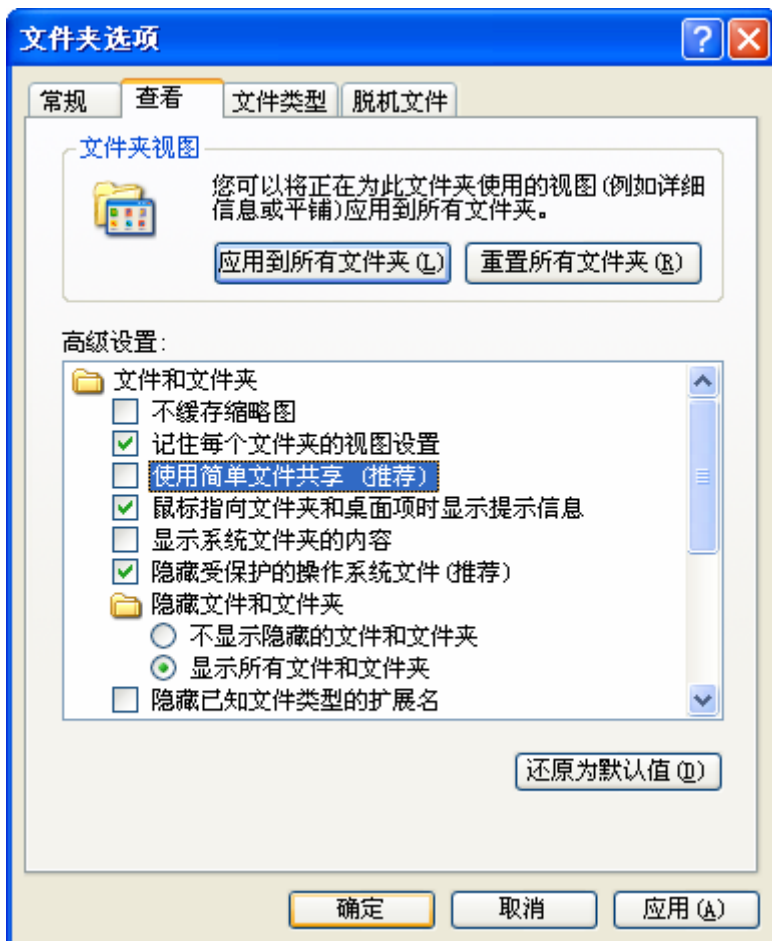 文件夹选项
常规 查看 文件类型 脱机文件
文件夹视图
您可以将正在为此文件夹使用的视图(例如详细
信息或平铺)应用到所有文件夹。
应用到所有文件夹(L) 重置所有文件夹(R)
高级设置:
文件和文件夹
不缓存缩略图
记住每个文件夹的视图设置
使用简单文件共享 (推荐)
鼠标指向文件夹和桌面项时显示提示信息
显示系统文件夹的内容
隐藏受保护的操作系统文件(推荐)
隐藏文件和文件夹
不显示隐藏的文件和文件夹
显示所有文件和文件夹
隐藏已知文件类型的扩展名
还原为默认值(D)
确定 取消 应用(A)